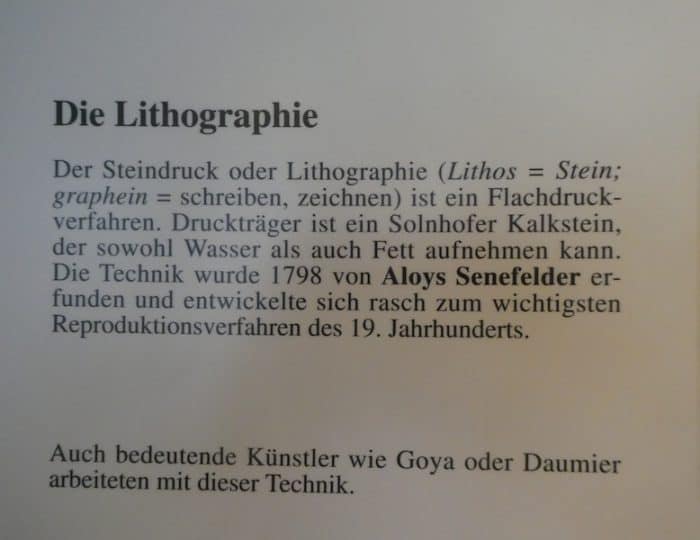 Die Lithographie
Der Steindruck oder Lithographie (Lithos = Stein;
graphein = schreiben, zeichnen) ist ein Flachdruck-
verfahren. Druckträger ist ein Solnhofer Kalkstein,
der sowohl Wasser als auch Fett aufnehmen kann.
Die Technik wurde 1798 von Aloys Senefelder er-
funden und entwickelte sich rasch zum wichtigsten
Reproduktionsverfahren des 19. Jahrhunderts.
Auch bedeutende Künstler wie Goya oder Daumier
arbeiteten mit dieser Technik.